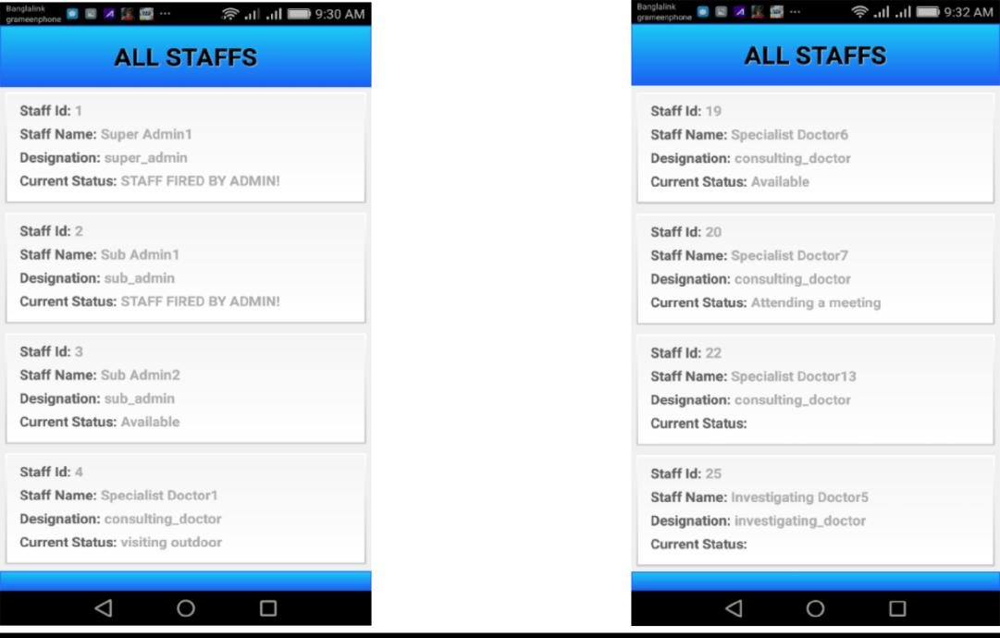 Banglalink
grameenphone
9:30 AM
ALL STAFFS
Staff Id: 1
Staff Name: Super Admin1
Designation: super_admin
Current Status: STAFF FIRED BY ADMIN!
Staff Id: 2
Staff Name: Sub Admin1
Designation: sub_admin
Current Status: STAFF FIRED BY ADMIN!
Staff Id: 3
Staff Name: Sub Admin2
Designation: sub_admin
Current Status: Available
Staff Id: 4
Staff Name: Specialist Doctor1
Designation: consulting_doctor
Current Status: visiting outdoor
Banglalink
grameenphone
9:32 AM
ALL STAFFS
Staff Id: 19
Staff Name: Specialist Doctor6
Designation: consulting_doctor
Current Status: Available
Staff Id: 20
Staff Name: Specialist Doctor7
Designation: consulting_doctor
Current Status: Attending a meeting
Staff Id: 22
Staff Name: Specialist Doctor13
Designation: consulting_doctor
Current Status:
Staff Id: 25
Staff Name: Investigating Doctor5
Designation: investigating_doctor
Current Status: